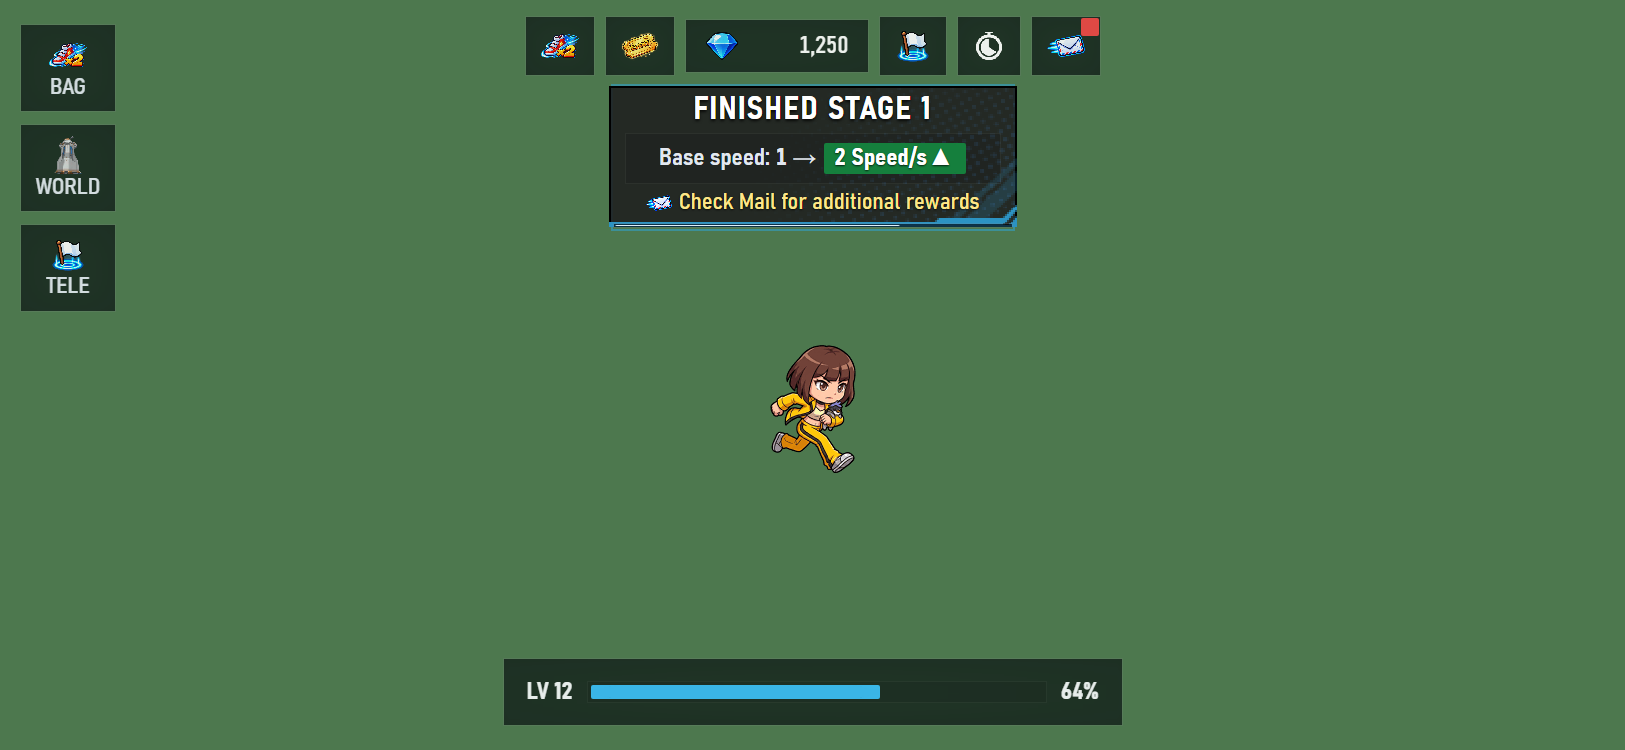 BAG
WORLD
TELE
1,250
FINISHED STAGE 1
Base speed: 1 → 2 Speed/s ▲
Check Mail for additional rewards
LV 12
64%